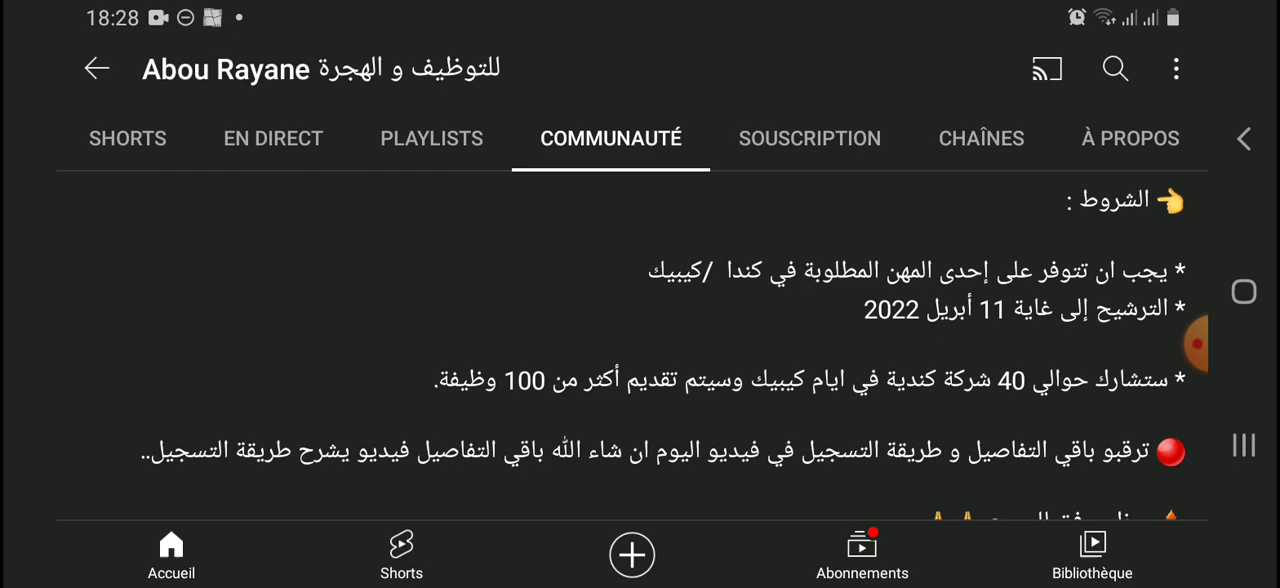 18:28
Abou Rayane للتوظيف و الهجرة
SHORTS EN DIRECT PLAYLISTS COMMUNAUTÉ SOUSCRIPTION CHAÎNES À PROPOS
👈 الشروط :
* يجب ان تتوفر على إحدى المهن المطلوبة في كندا /كيبيك
* الترشيح إلى غاية 11 أبريل 2022
* ستشارك حوالي 40 شركة كندية في ايام كيبيك وسيتم تقديم أكثر من 100 وظيفة.
🔴 ترقبو باقي التفاصيل و طريقة التسجيل في فيديو اليوم ان شاء الله باقي التفاصيل فيديو يشرح طريقة التسجيل..
Accueil Shorts Abonnements Bibliothèque